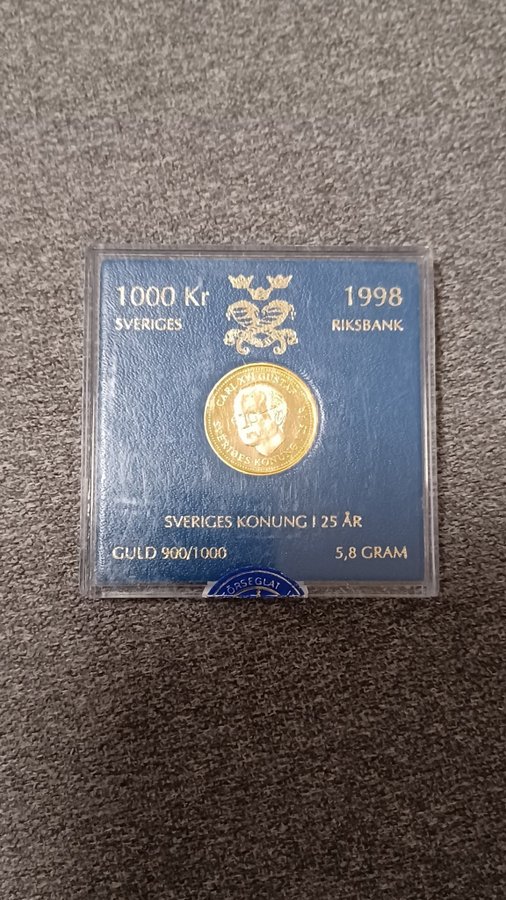 1000 Kr
1998
SVERIGES
RIKSBANK
CARL XVI GUSTAF
SVERIGES KONUNG
SVERIGES KONUNG I 25 ÅR
GULD 900/1000
5,8 GRAM
FÖRSEGLAT